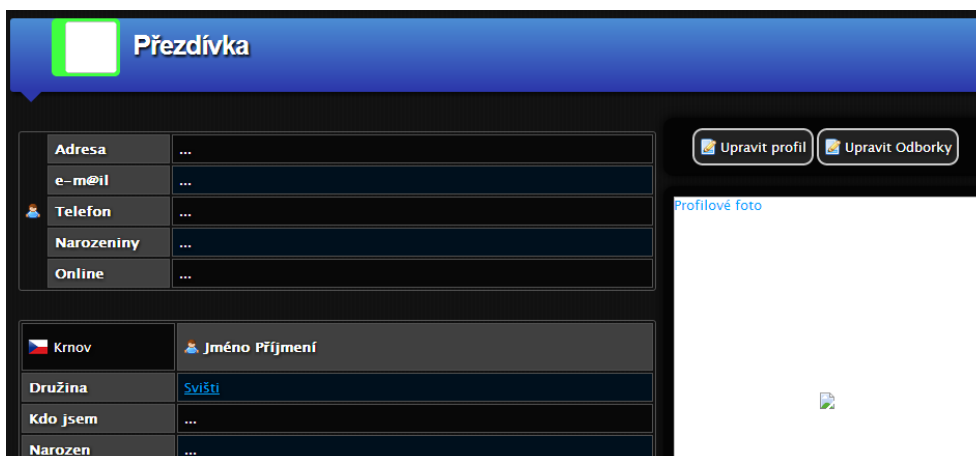 Přezdívka
Adresa ...
e-m@il ...
Telefon ...
Narozeniny ...
Online ...
Upravit profil Upravit Odborky
Profilové foto
Krnov Jméno Příjmení
Družina Svišti
Kdo jsem ...
Narozen ...